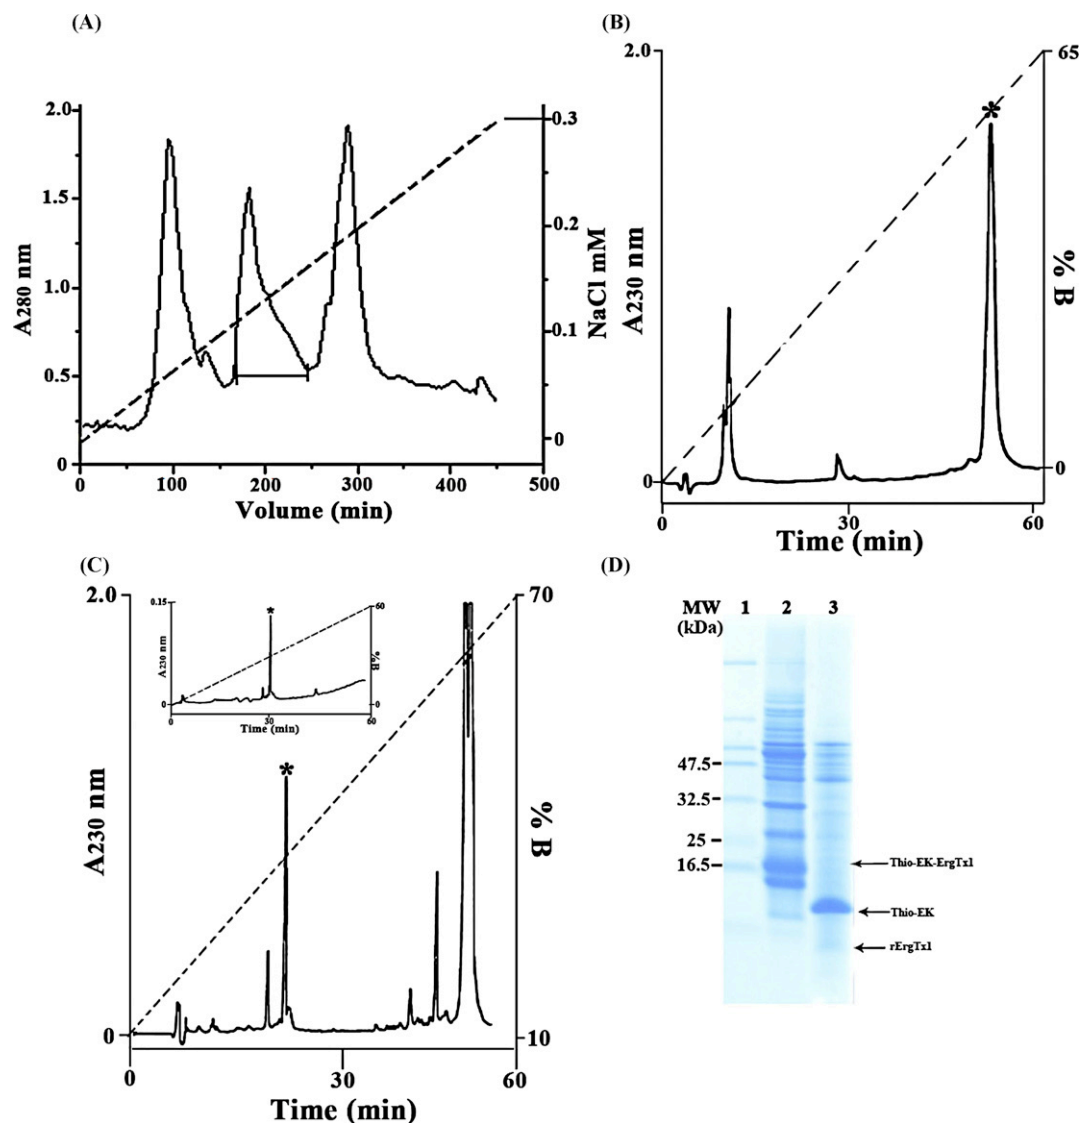 (A)
2.0
1.5
1.0
0.5
0
A280 nm
0.3
0.2
0.1
0
NaCl mM
0
100
200
300
400
500
Volume (min)
(B)
2.0
0
A230 nm
*
65
0
% B
0
30
60
Time (min)
(C)
2.0
0
A230 nm
0.15
0
A230 nm
*
60
0
%B
0
30
60
Time (min)
*
70
10
% B
0
30
60
Time (min)
(D)
MW 1 2 3
(kDa)
47.5
32.5
25
16.5
Thio-EK-ErgTx1
Thio-EK
rErgTx1